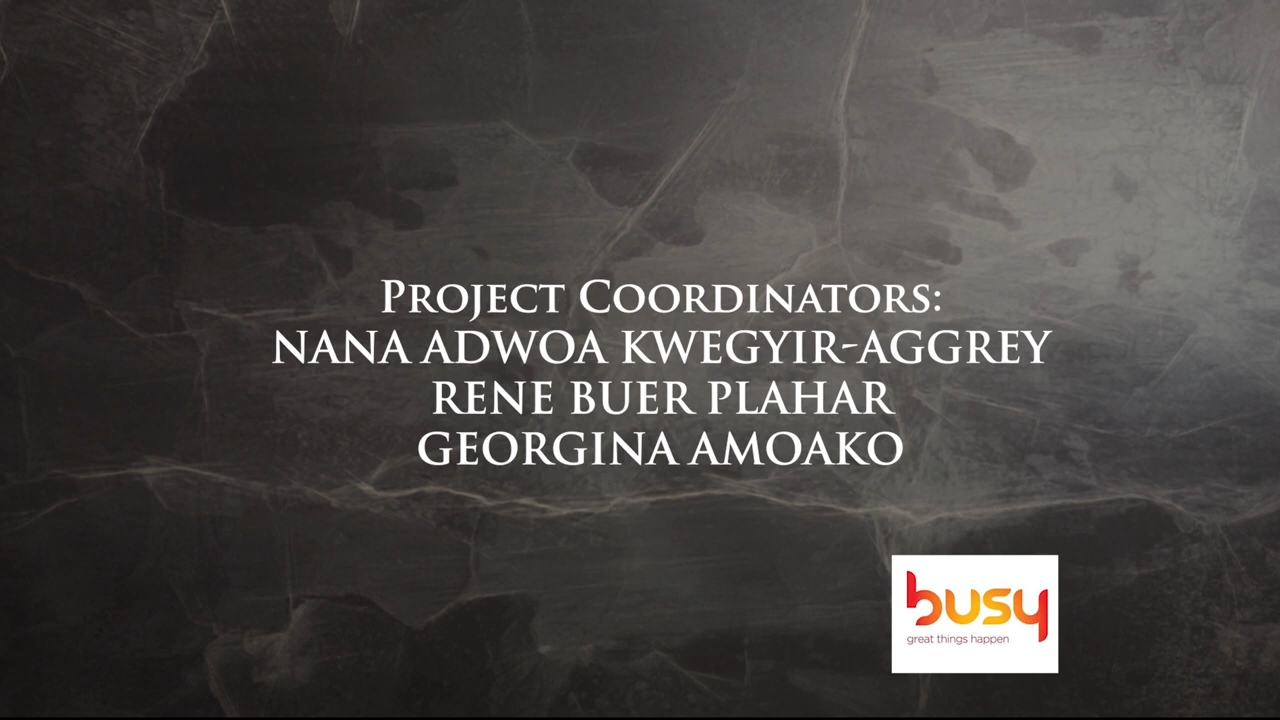 Project Coordinators:
NANA ADWOA KWEGYIR-AGGREY
RENE BUER PLAHAR
GEORGINA AMOAKO
busy
great things happen